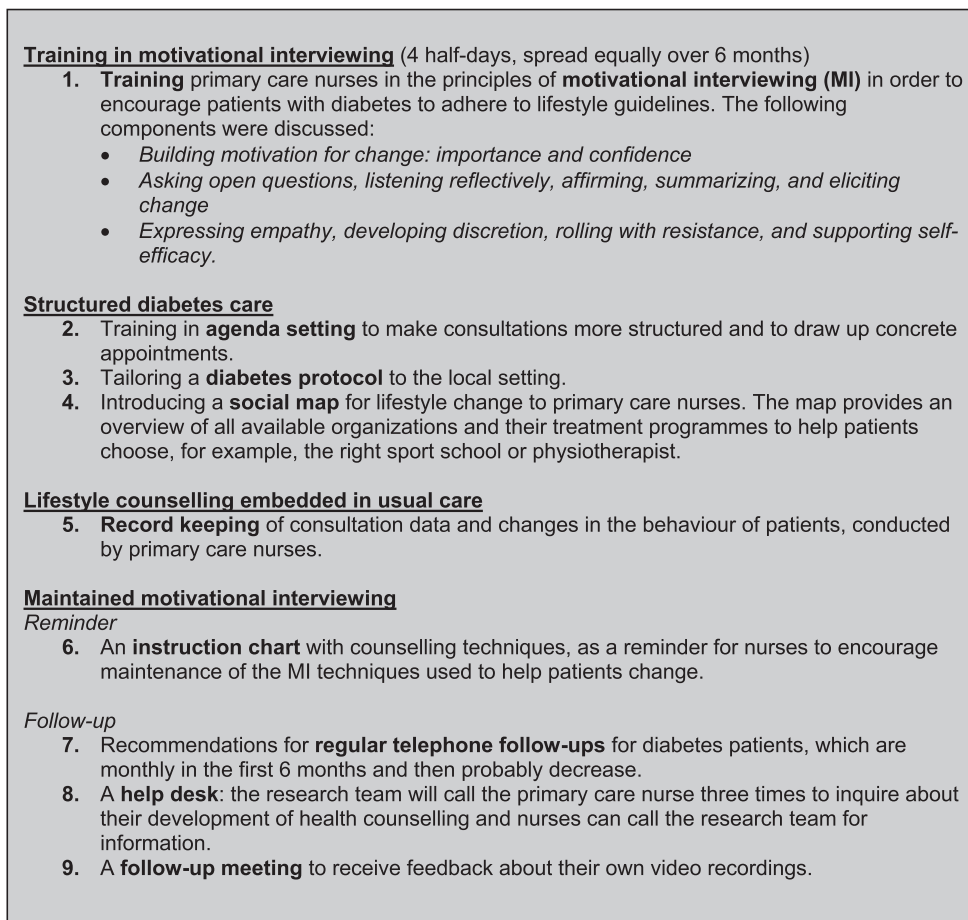 Training in motivational interviewing (4 half-days, spread equally over 6 months)
1. Training primary care nurses in the principles of motivational interviewing (MI) in order to
encourage patients with diabetes to adhere to lifestyle guidelines. The following
components were discussed:
• Building motivation for change: importance and confidence
• Asking open questions, listening reflectively, affirming, summarizing, and eliciting
change
• Expressing empathy, developing discretion, rolling with resistance, and supporting self-
efficacy.
Structured diabetes care
2. Training in agenda setting to make consultations more structured and to draw up concrete
appointments.
3. Tailoring a diabetes protocol to the local setting.
4. Introducing a social map for lifestyle change to primary care nurses. The map provides an
overview of all available organizations and their treatment programmes to help patients
choose, for example, the right sport school or physiotherapist.
Lifestyle counselling embedded in usual care
5. Record keeping of consultation data and changes in the behaviour of patients, conducted
by primary care nurses.
Maintained motivational interviewing
Reminder
6. An instruction chart with counselling techniques, as a reminder for nurses to encourage
maintenance of the MI techniques used to help patients change.
Follow-up
7. Recommendations for regular telephone follow-ups for diabetes patients, which are
monthly in the first 6 months and then probably decrease.
8. A help desk: the research team will call the primary care nurse three times to inquire about
their development of health counselling and nurses can call the research team for
information.
9. A follow-up meeting to receive feedback about their own video recordings.